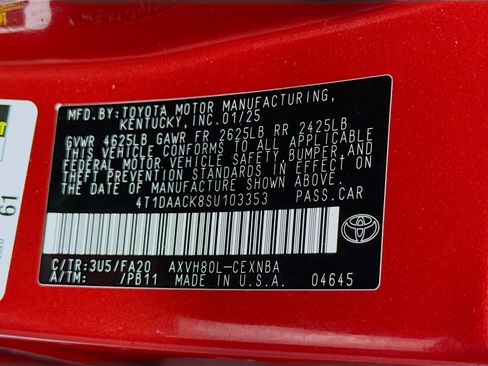 MFD.BY:TOYOTA MOTOR MANUFACTURING,
KENTUCKY, INC.01/25
GVWR 4625LB GAWR FR 2625LB RR 2425LB
THIS VEHICLE CONFORMS TO ALL APPLICABLE
FEDERAL MOTOR VEHICLE SAFETY, BUMPER AND
THEFT PREVENTION STANDARDS IN EFFECT ON
THE DATE OF MANUFACTURE SHOWN ABOVE.
4T1DAACK8SU103353 PASS.CAR
C/TR:3U5/FA20 AXVH80L-CEXNBA
A/TM: /PB11 MADE IN U.S.A. 04645
61